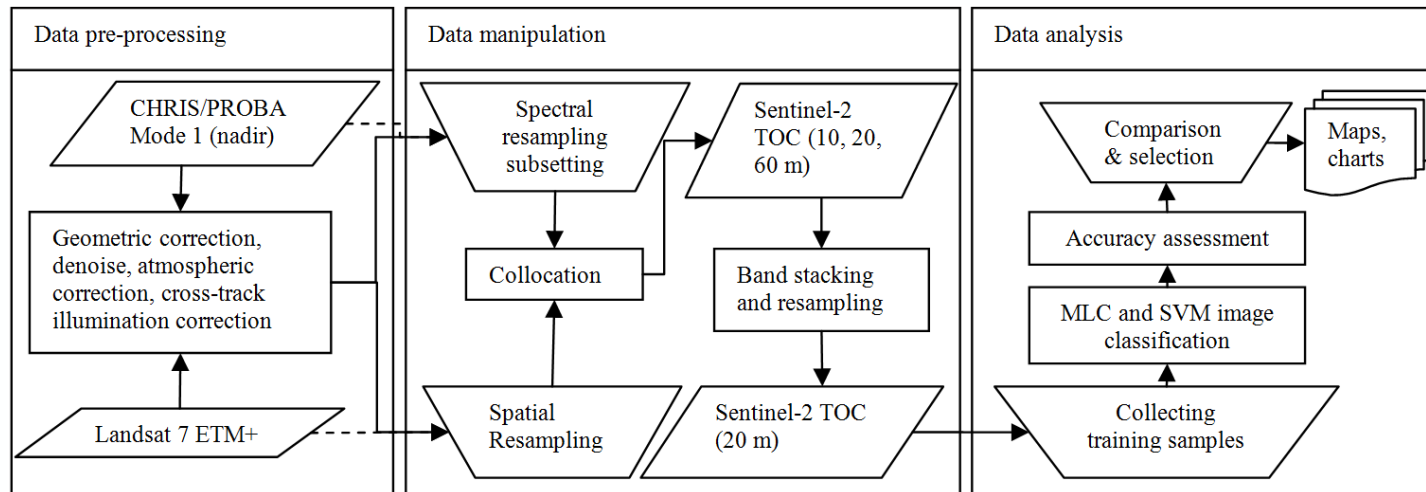 Data pre-processing
CHRIS/PROBA
Mode 1 (nadir)
Geometric correction,
denoise, atmospheric
correction, cross-track
illumination correction
Landsat 7 ETM+
Data manipulation
Spectral
resampling
subsetting
Collocation
Spatial
Resampling
Sentinel-2
TOC (10, 20,
60 m)
Band stacking
and resampling
Sentinel-2 TOC
(20 m)
Data analysis
Comparison
& selection
Maps,
charts
Accuracy assessment
MLC and SVM image
classification
Collecting
training samples